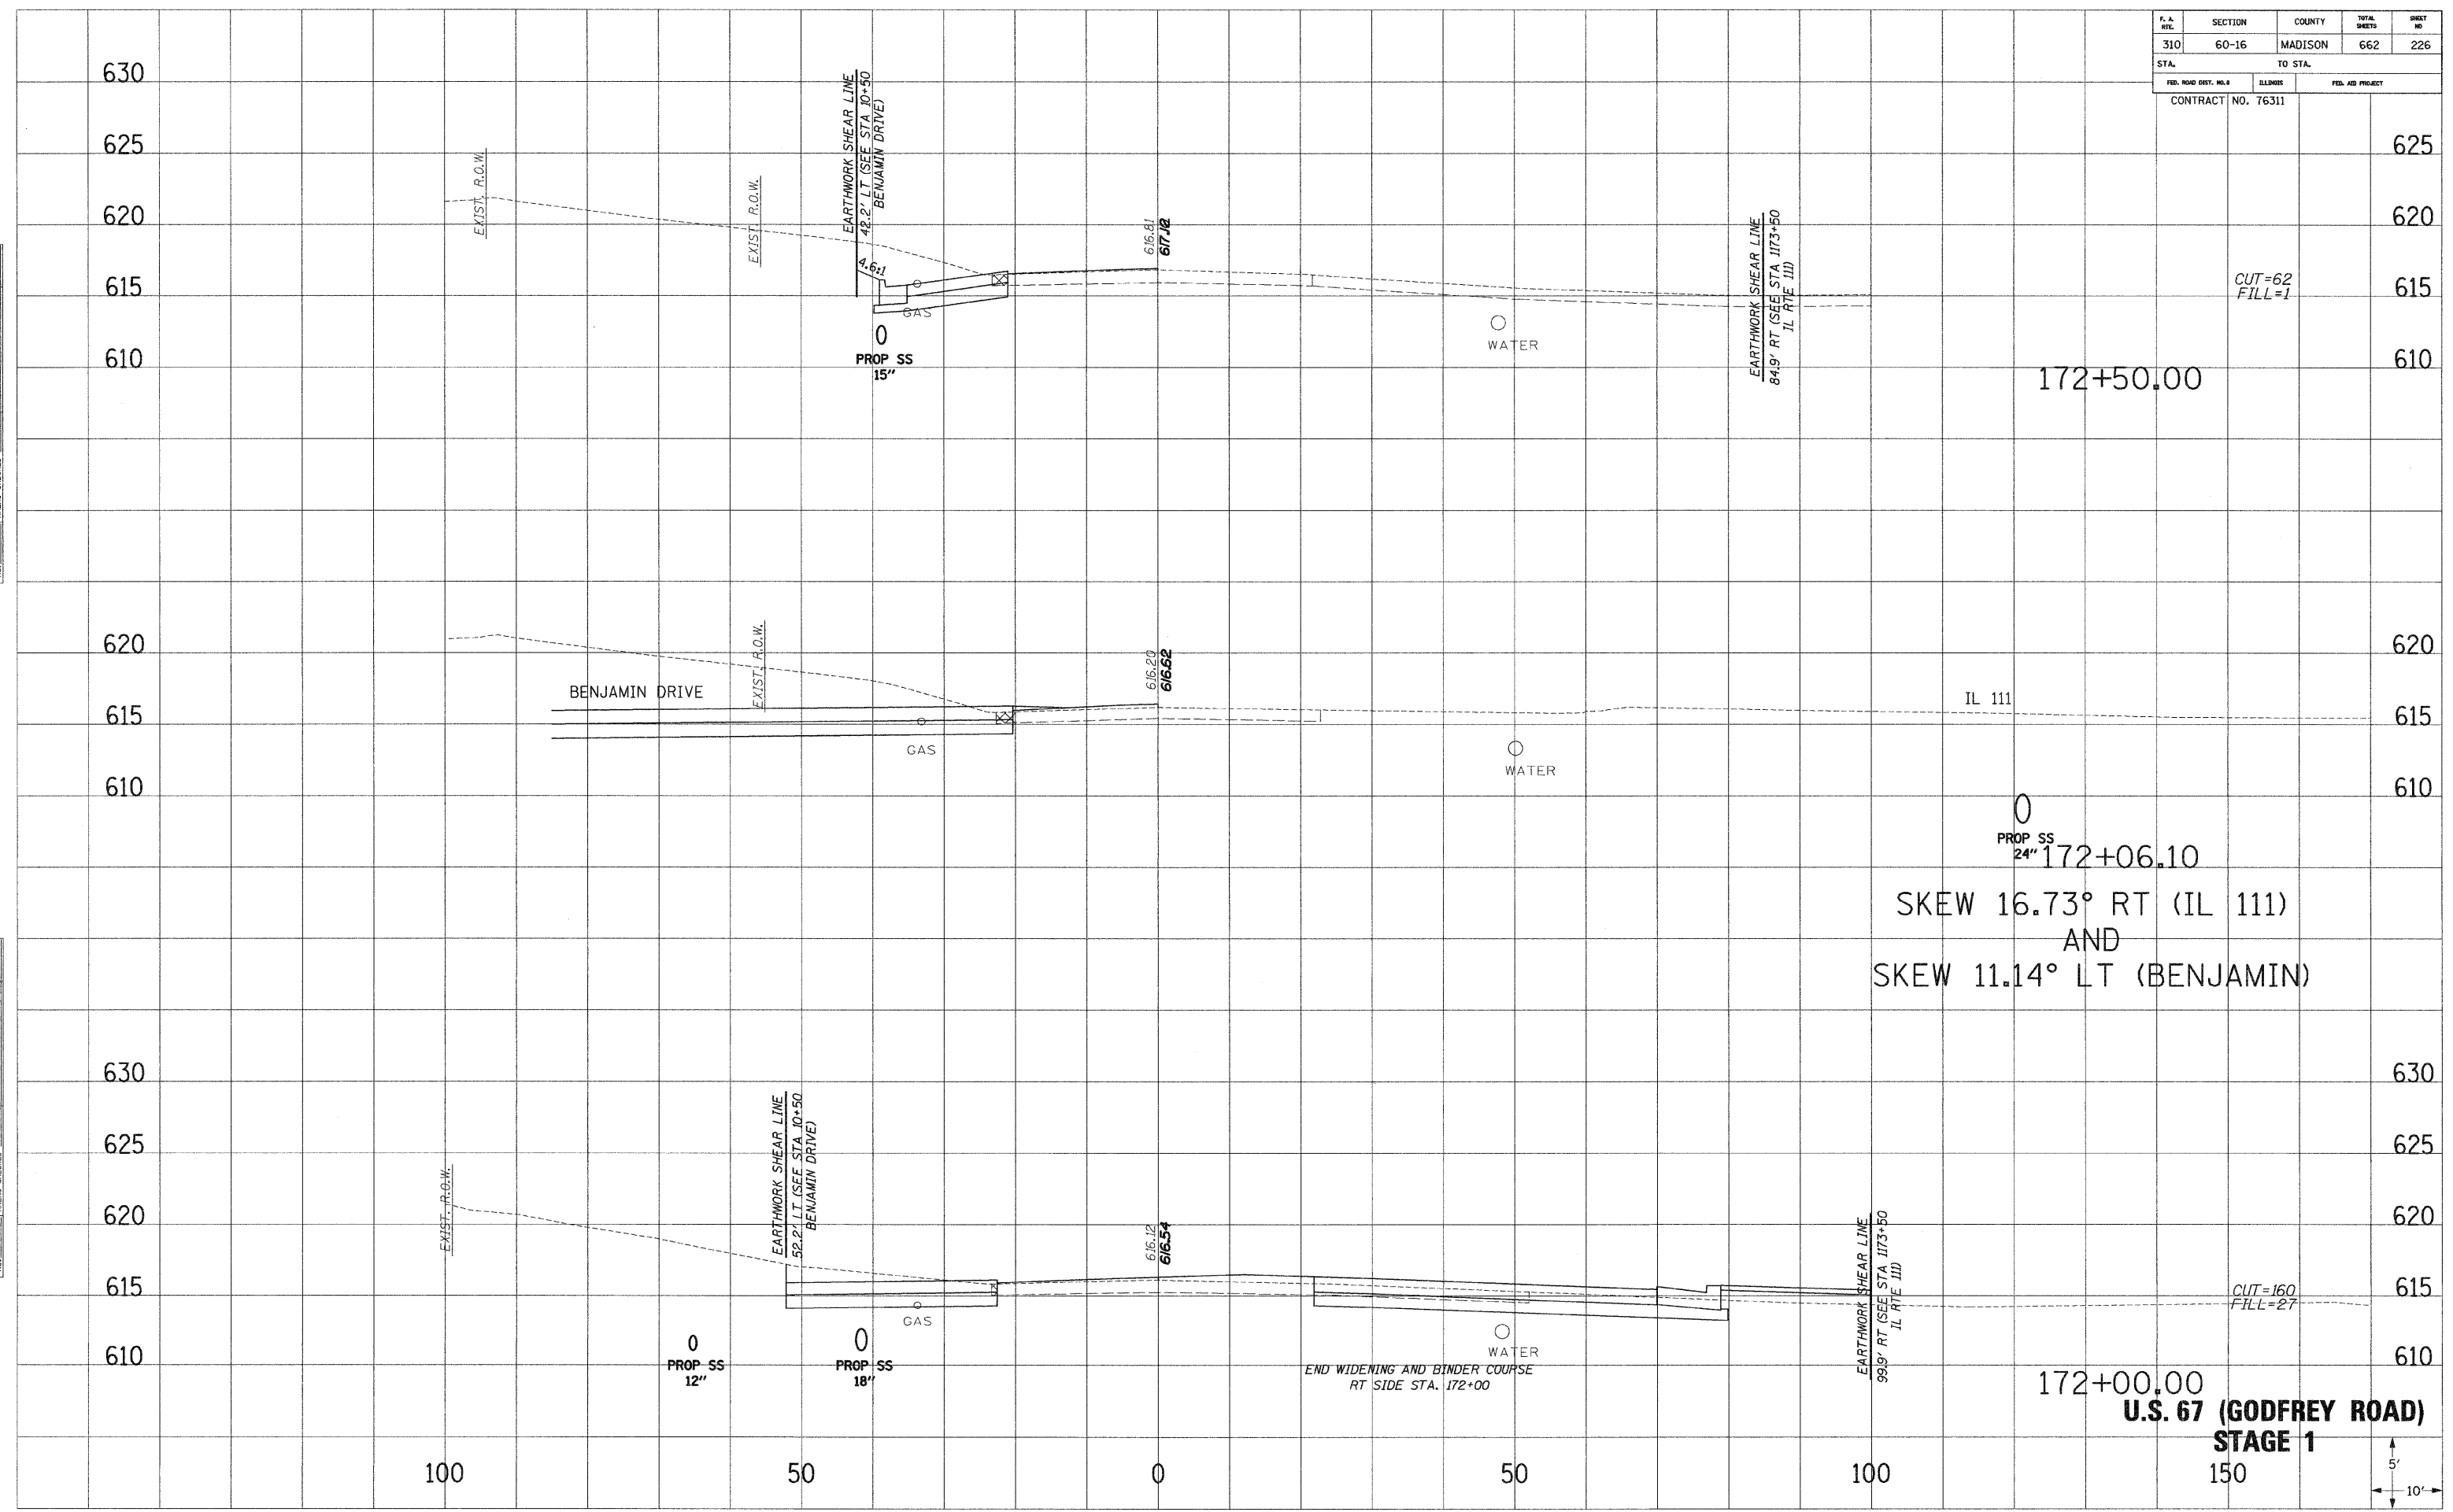 F. A. RTE. SECTION COUNTY TOTAL SHEETS SHEET NO
310 60-16 MADISON 662 226
STA. TO STA.
FED. ROAD DIST. NO.8 ILLINOIS FED. AID PROJECT
CONTRACT NO. 76311
630
625 625
620 620
615 615
610 610
EXIST. R.O.W.
EXIST. R.O.W.
EARTHWORK SHEAR LINE
42.2' LT (SEE STA 10+50
BENJAMIN DRIVE)
4.6:1
GAS
PROP SS
15"
616.81
617.12
WATER
EARTHWORK SHEAR LINE
84.9' RT (SEE STA 1173+50
IL RTE 111)
CUT=62
FILL=1
172+50.00
620 620
615 615
610 610
BENJAMIN DRIVE
EXIST. R.O.W.
GAS
616.20
616.62
WATER
IL 111
PROP SS
24"
172+06.10
SKEW 16.73° RT (IL 111)
AND
SKEW 11.14° LT (BENJAMIN)
630 630
625 625
620 620
615 615
610 610
EXIST. R.O.W.
EARTHWORK SHEAR LINE
52.2' LT (SEE STA 10+50
BENJAMIN DRIVE)
GAS
PROP SS
12"
PROP SS
18"
616.12
616.54
WATER
END WIDENING AND BINDER COURSE
RT SIDE STA. 172+00
EARTHWORK SHEAR LINE
99.9' RT (SEE STA 1173+50
IL RTE 111)
CUT=160
FILL=27
172+00.00
U.S. 67 (GODFREY ROAD)
STAGE 1
100 50 0 50 100 150
5'
10'